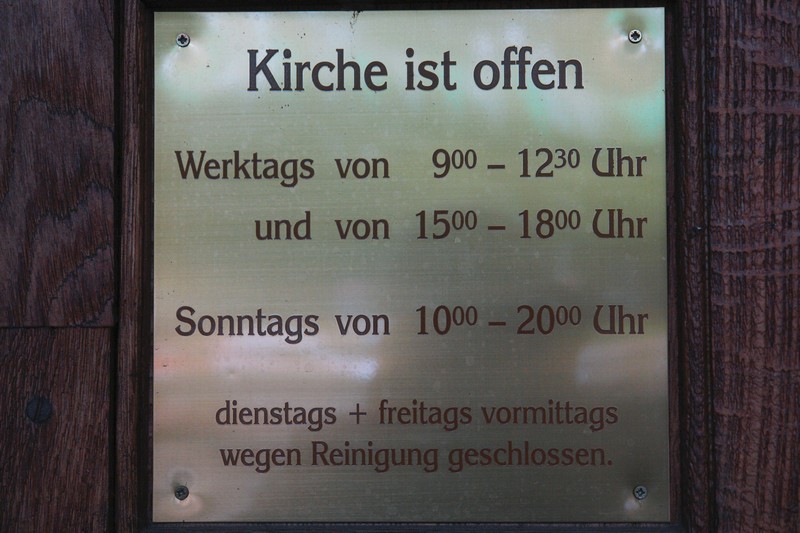 Kirche ist offen
Werktags von 9⁰⁰ – 12³⁰ Uhr
und von 15⁰⁰ – 18⁰⁰ Uhr
Sonntags von 10⁰⁰ – 20⁰⁰ Uhr
dienstags + freitags vormittags
wegen Reinigung geschlossen.